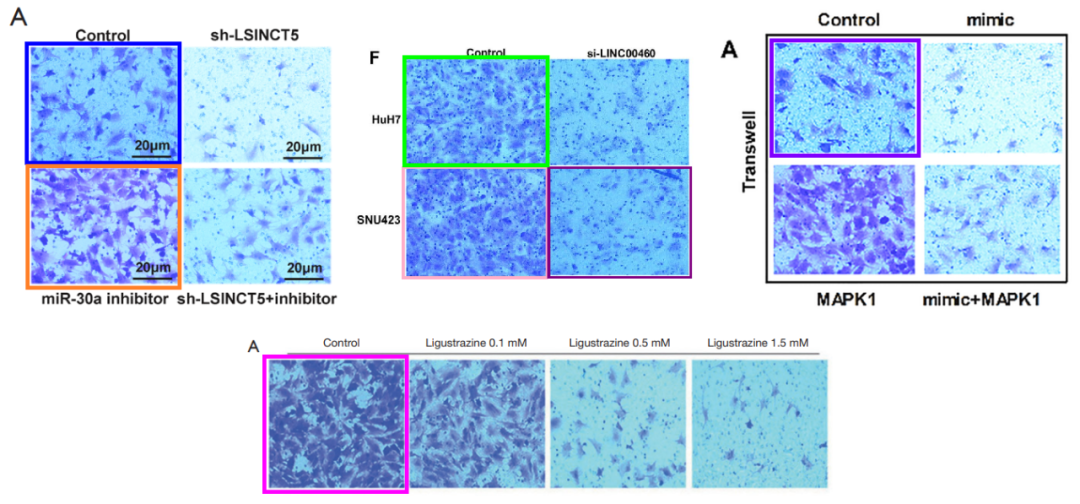 A
Control sh-LSINCT5
20μm 20μm
20μm 20μm
miR-30a inhibitor sh-LSINCT5+inhibitor
F
Control si-LINC00460
HuH7
SNU423
A
Control mimic
Transwell
MAPK1 mimic+MAPK1
A
Control Ligustrazine 0.1 mM Ligustrazine 0.5 mM Ligustrazine 1.5 mM